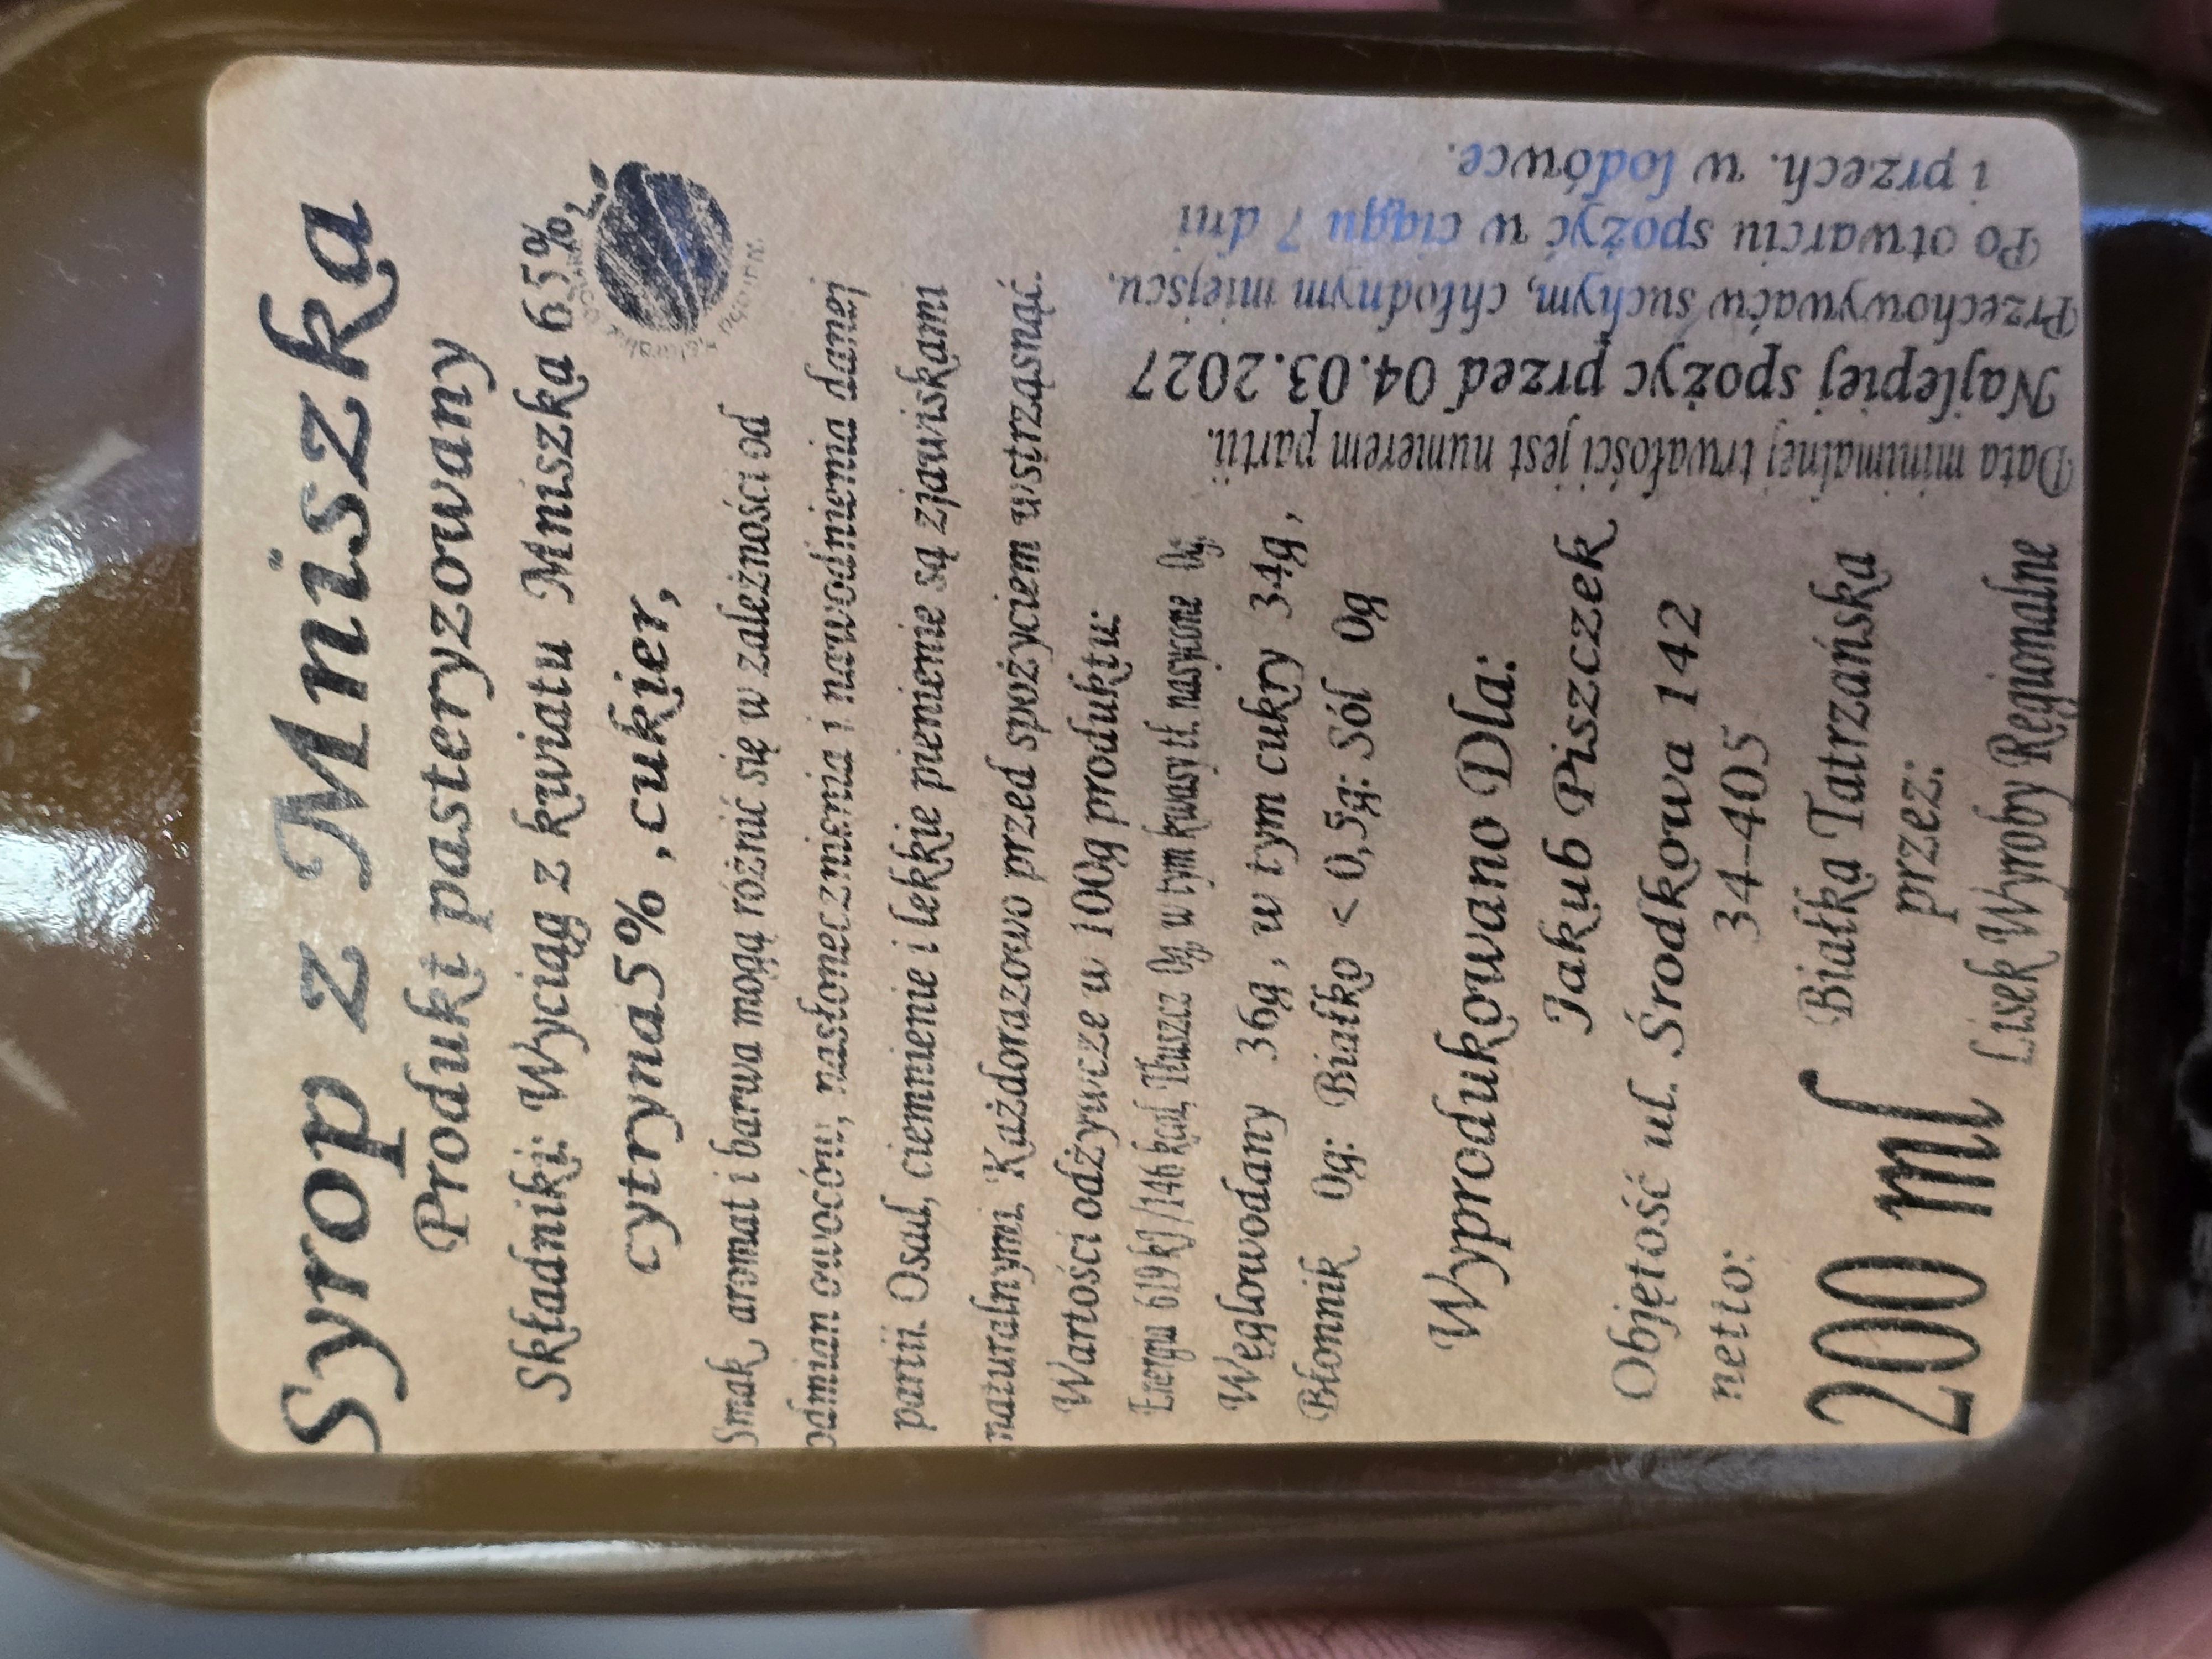 Syrop z Mniszka
Produkt pasteryzowany
Składniki: Wyciąg z kwiatu Mniszka 65%,
cytryna5% ,cukier,
Smak aromat i barwa mogą różnić się w zależności od
odmian owoców, nasłonecznienia i nawodnienia danej
partii. Osad, ciemnienie i lekkie pienienie są zjawiskami
naturalnymi. Każdorazowo przed spożyciem wstrząsnąć.
Wartości odżywcze w 100g produktu:
Energia 619 kJ/146 kcal, Tłuszcz 0g, w tym kwasy tł. nasycone 0g,
Węglowodany 36g, w tym cukry 34g,
Błonnik 0g: Białko < 0,5g: Sól 0g
Wyprodukowano Dla:
Jakub Piszczek
ul. Środkowa 142
34-405
Białka Tatrzańska
przez:
Lisek Wyroby Regionalne
Objętość
netto:
200 ml
Data minimalnej trwałości jest numerem partii.
Najlepiej spożyc przed 04.03.2027
Przechowywaćw suchym, chłodnym miejscu.
Po otwarciu spożyć w ciągu 7 dni
i przech. w lodówce.